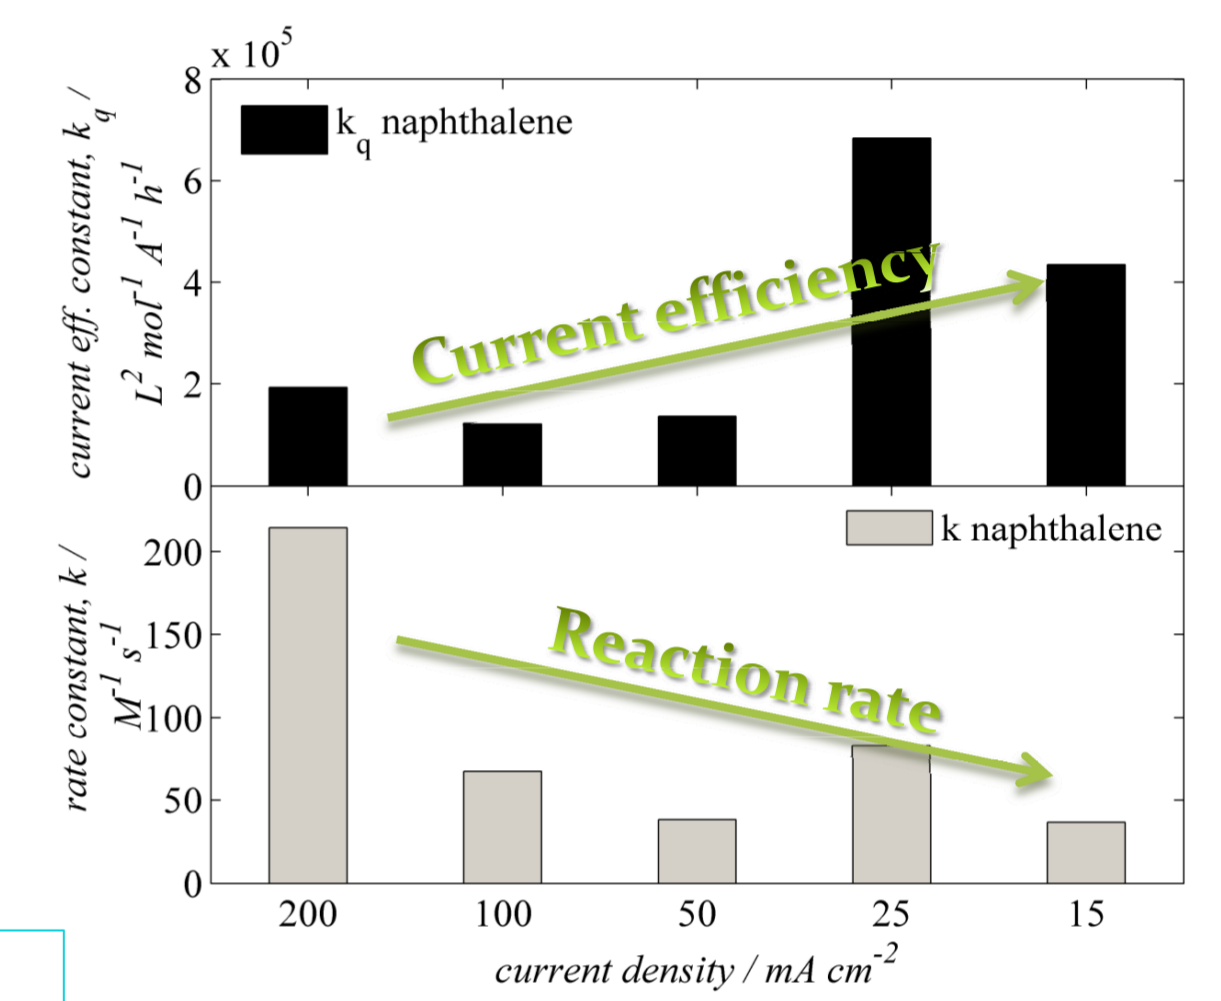 x 10^5
8
6
4
2
0
current eff. constant, k_q /
L^2 mol^-1 A^-1 h^-1
k_q naphthalene
Current efficiency
200
150
100
50
0
rate constant, k /
M^-1 s^-1
k naphthalene
Reaction rate
200 100 50 25 15
current density / mA cm^-2